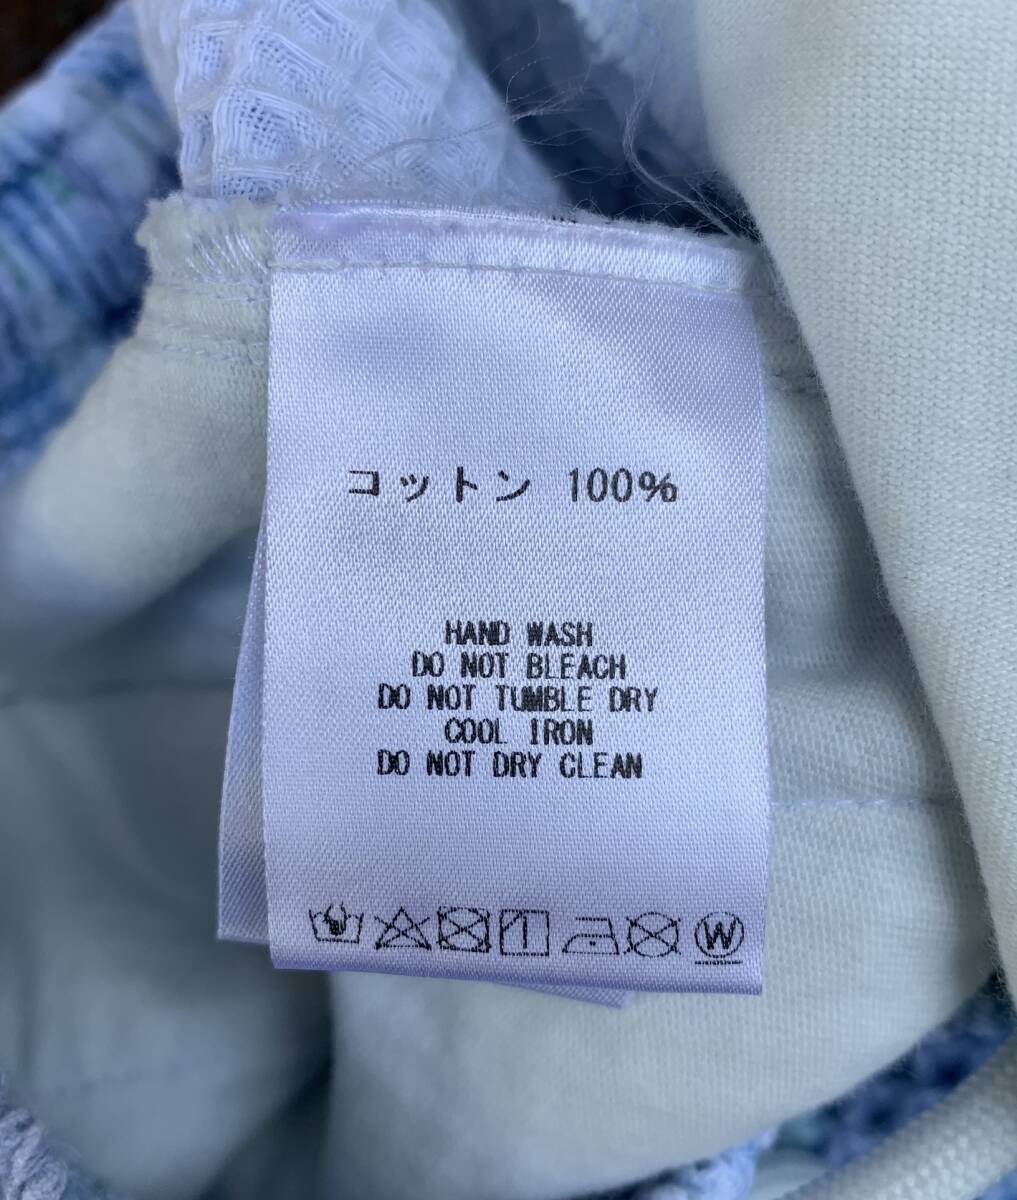 コットン 100%
HAND WASH
DO NOT BLEACH
DO NOT TUMBLE DRY
COOL IRON
DO NOT DRY CLEAN
W